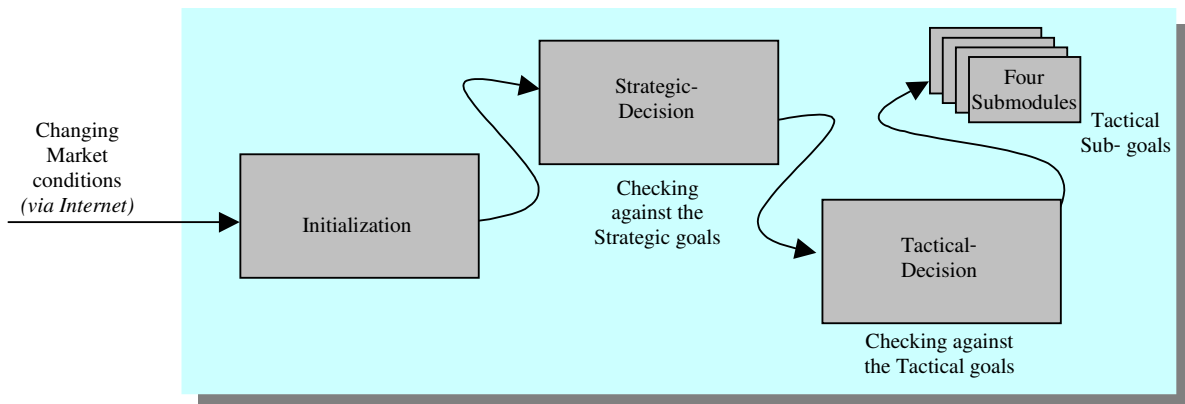 Changing
Market
conditions
(via Internet)
Initialization
Strategic-
Decision
Checking
against the
Strategic goals
Tactical-
Decision
Checking against
the Tactical goals
Four
Submodules
Tactical
Sub- goals